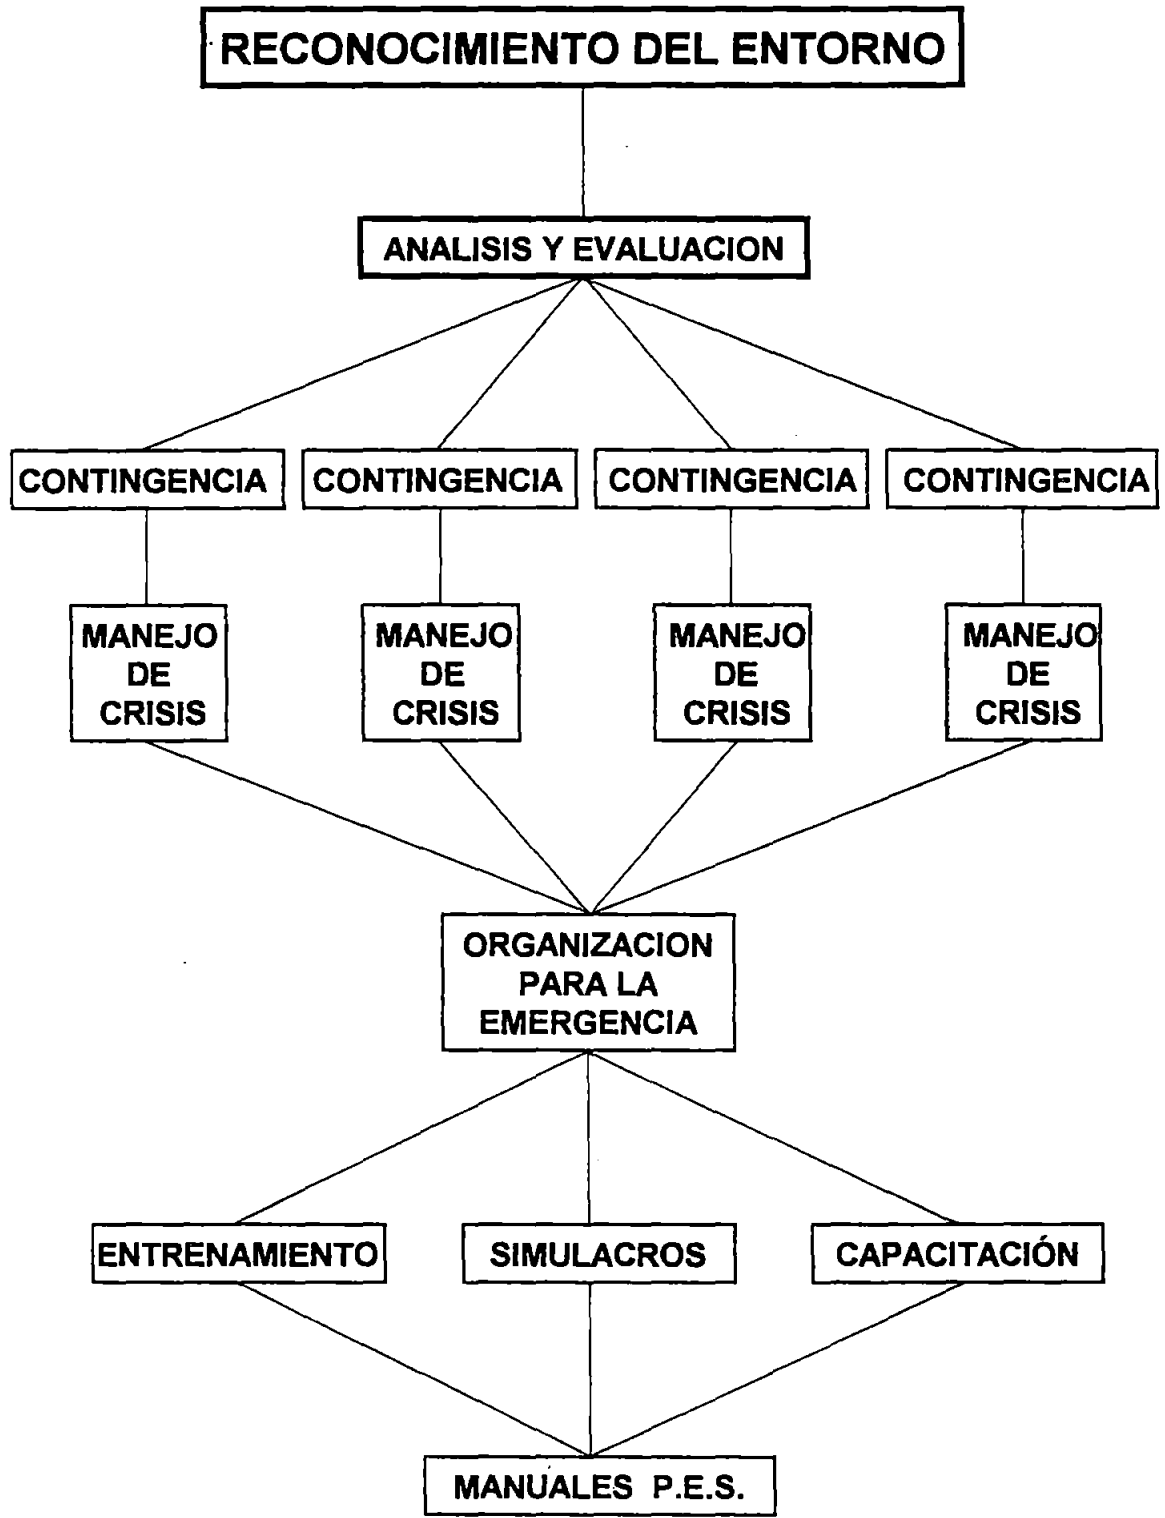 RECONOCIMIENTO DEL ENTORNO
ANALISIS Y EVALUACION
CONTINGENCIA
CONTINGENCIA
CONTINGENCIA
CONTINGENCIA
MANEJO
DE
CRISIS
MANEJO
DE
CRISIS
MANEJO
DE
CRISIS
MANEJO
DE
CRISIS
ORGANIZACION
PARA LA
EMERGENCIA
ENTRENAMIENTO
SIMULACROS
CAPACITACIÓN
MANUALES P.E.S.